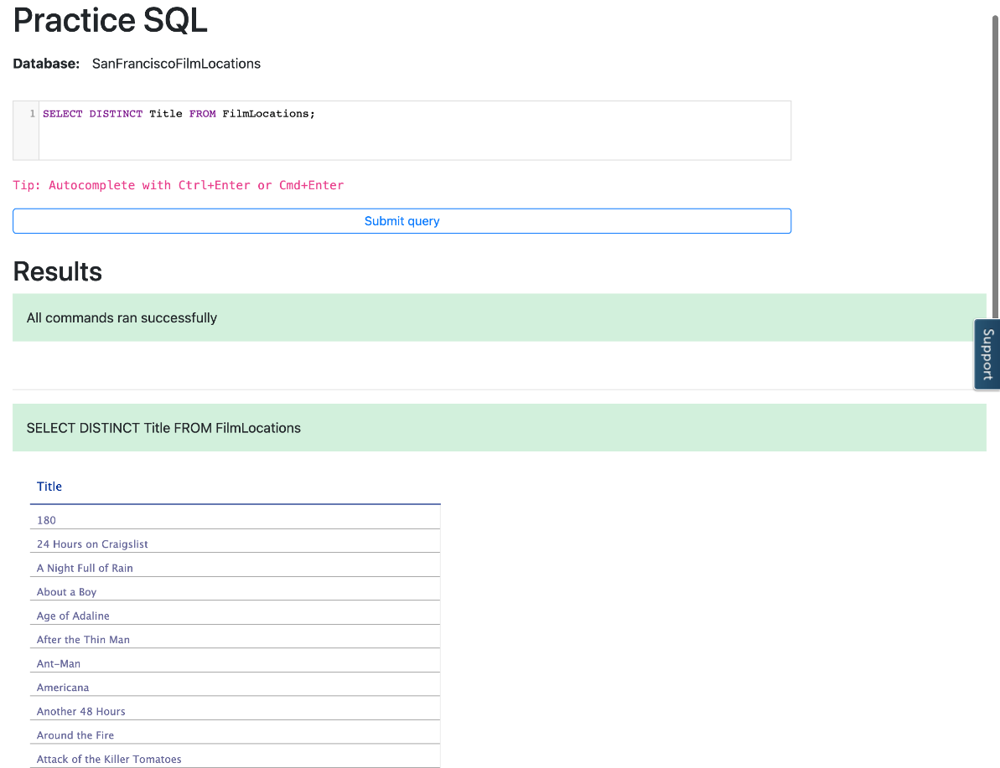 Practice SQL
Database: SanFranciscoFilmLocations
1 SELECT DISTINCT Title FROM FilmLocations;
Tip: Autocomplete with Ctrl+Enter or Cmd+Enter
Submit query
Results
All commands ran successfully
Support
SELECT DISTINCT Title FROM FilmLocations
Title
180
24 Hours on Craigslist
A Night Full of Rain
About a Boy
Age of Adaline
After the Thin Man
Ant-Man
Americana
Another 48 Hours
Around the Fire
Attack of the Killer Tomatoes